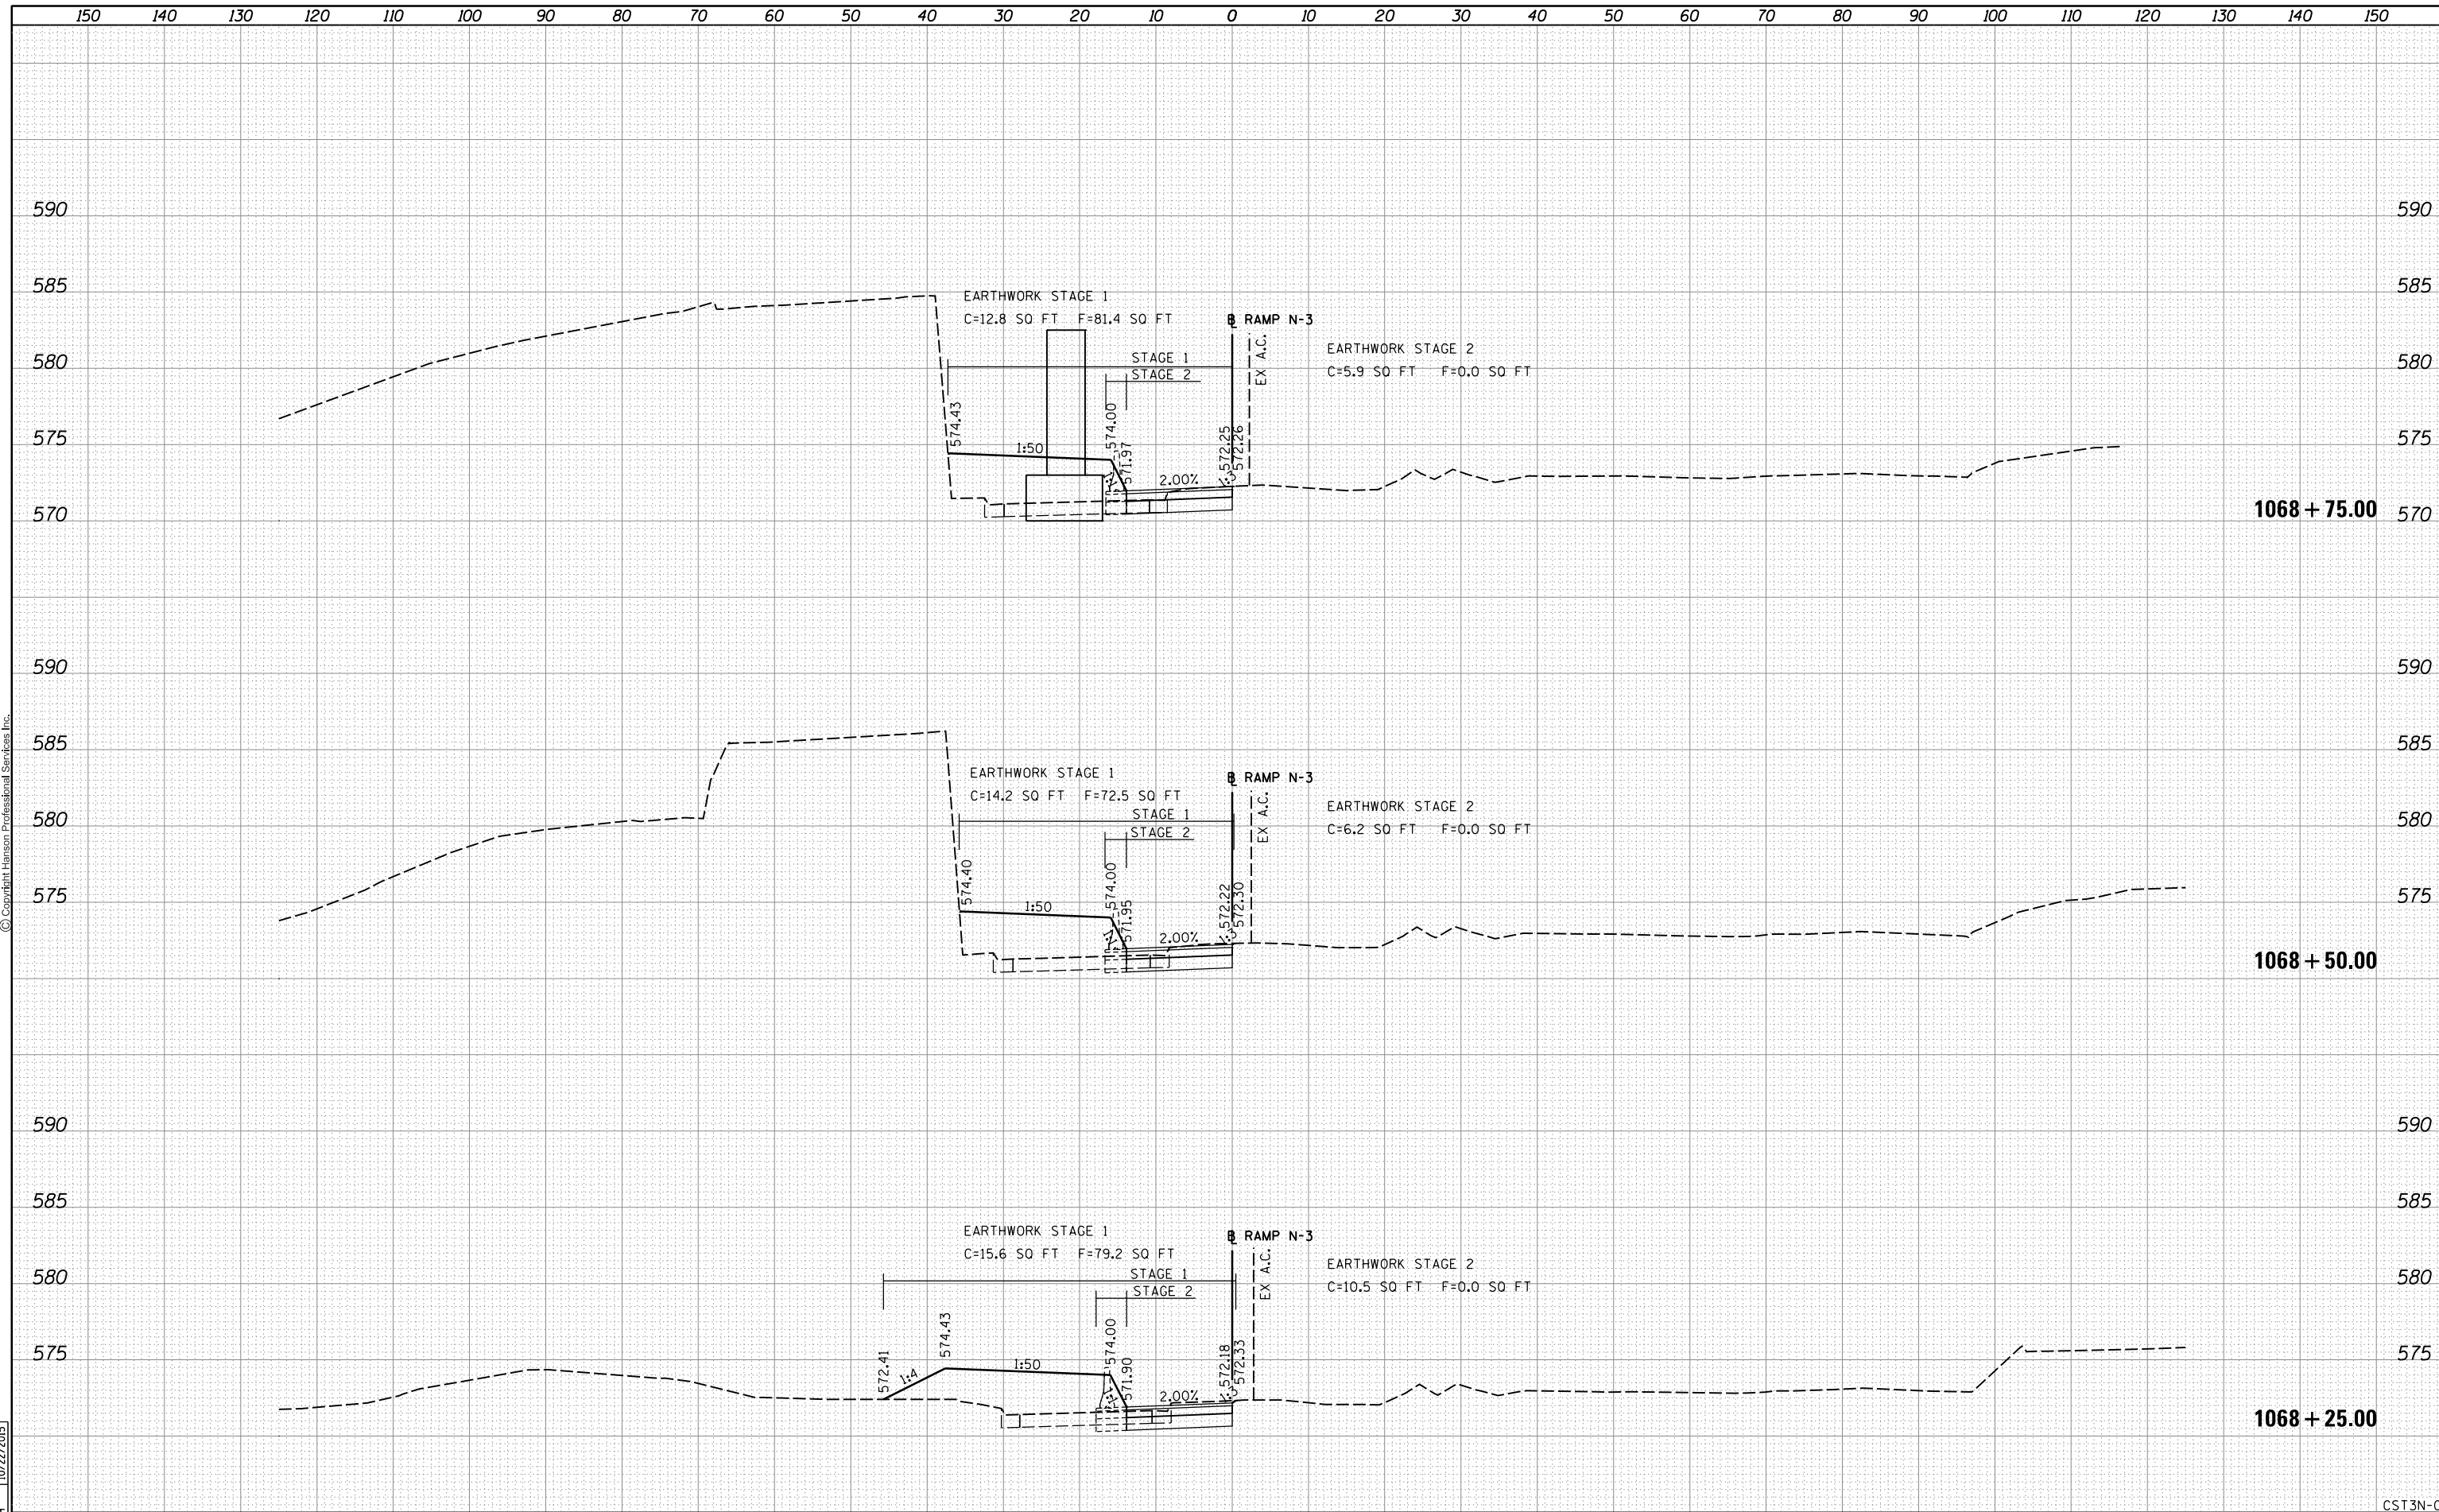 150 140 130 120 110 100 90 80 70 60 50 40 30 20 10 0 10 20 30 40 50 60 70 80 90 100 110 120 130 140 150
590 590
585 585
EARTHWORK STAGE 1
C=12.8 SQ FT F=81.4 SQ FT
RAMP N-3
EX A.C.
EARTHWORK STAGE 2
C=5.9 SQ FT F=0.0 SQ FT
STAGE 1
STAGE 2
580 580
574.43
574.00
571.97
572.25
572.26
575 575
1:50
2.00%
1068+75.00
570 570
590 590
585 585
EARTHWORK STAGE 1
C=14.2 SQ FT F=72.5 SQ FT
RAMP N-3
EX A.C.
EARTHWORK STAGE 2
C=6.2 SQ FT F=0.0 SQ FT
STAGE 1
STAGE 2
580 580
574.40
574.00
571.95
572.22
572.30
575 575
1:50
2.00%
1068+50.00
590 590
585 585
EARTHWORK STAGE 1
C=15.6 SQ FT F=79.2 SQ FT
RAMP N-3
EX A.C.
EARTHWORK STAGE 2
C=10.5 SQ FT F=0.0 SQ FT
STAGE 1
STAGE 2
580 580
572.41
574.43
574.00
571.90
572.18
572.33
575 575
1:4
1:50
2.00%
1068+25.00
© Copyright Hanson Professional Services Inc.
10/22/2015